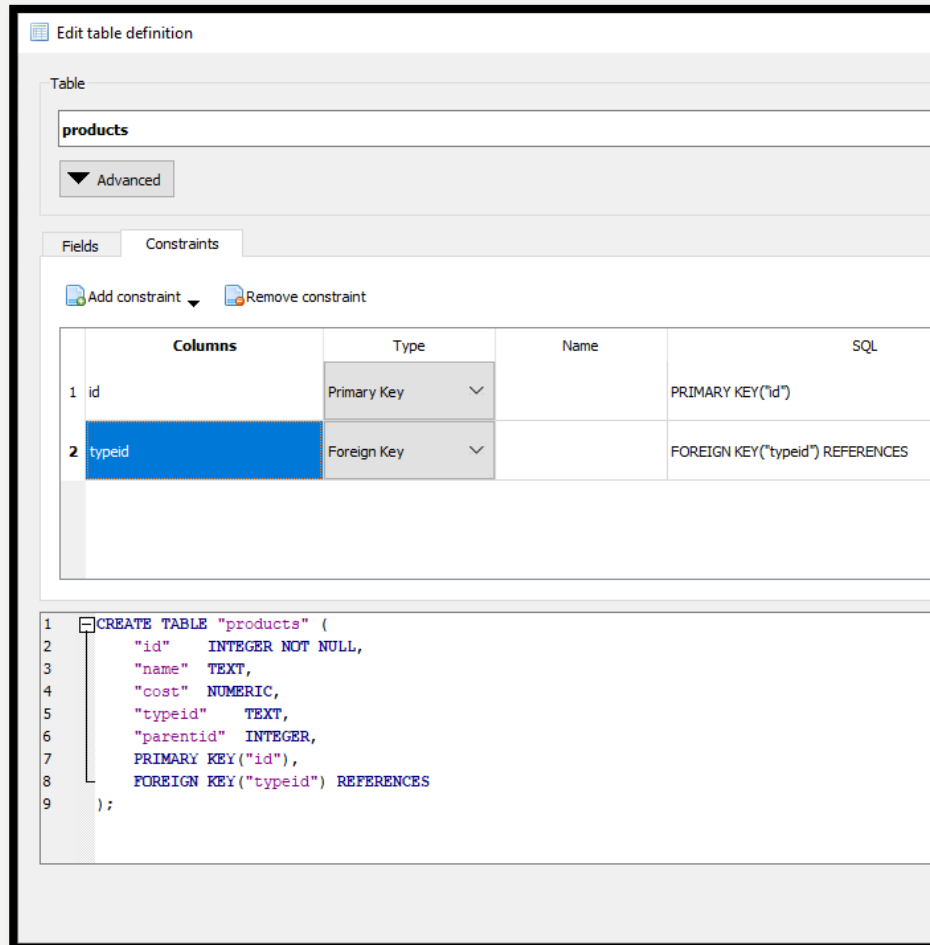 Edit table definition
Table
products
Advanced
Fields Constraints
Add constraint Remove constraint
Columns Type Name SQL
1 id Primary Key PRIMARY KEY("id")
2 typeid Foreign Key FOREIGN KEY("typeid") REFERENCES
1 CREATE TABLE "products" (
2 "id" INTEGER NOT NULL,
3 "name" TEXT,
4 "cost" NUMERIC,
5 "typeid" TEXT,
6 "parentid" INTEGER,
7 PRIMARY KEY("id"),
8 FOREIGN KEY("typeid") REFERENCES
9 );